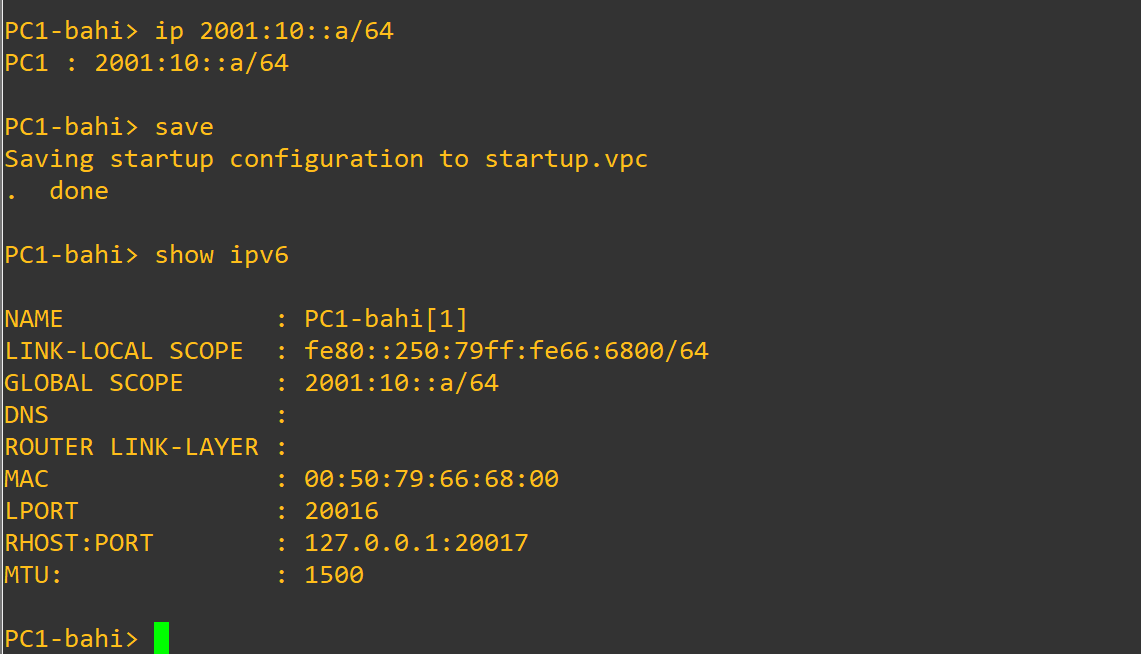 PC1-bahi> ip 2001:10::a/64
PC1 : 2001:10::a/64
PC1-bahi> save
Saving startup configuration to startup.vpc
.  done
PC1-bahi> show ipv6
NAME              : PC1-bahi[1]
LINK-LOCAL SCOPE  : fe80::250:79ff:fe66:6800/64
GLOBAL SCOPE      : 2001:10::a/64
DNS               :
ROUTER LINK-LAYER :
MAC               : 00:50:79:66:68:00
LPORT             : 20016
RHOST:PORT        : 127.0.0.1:20017
MTU:              : 1500
PC1-bahi>